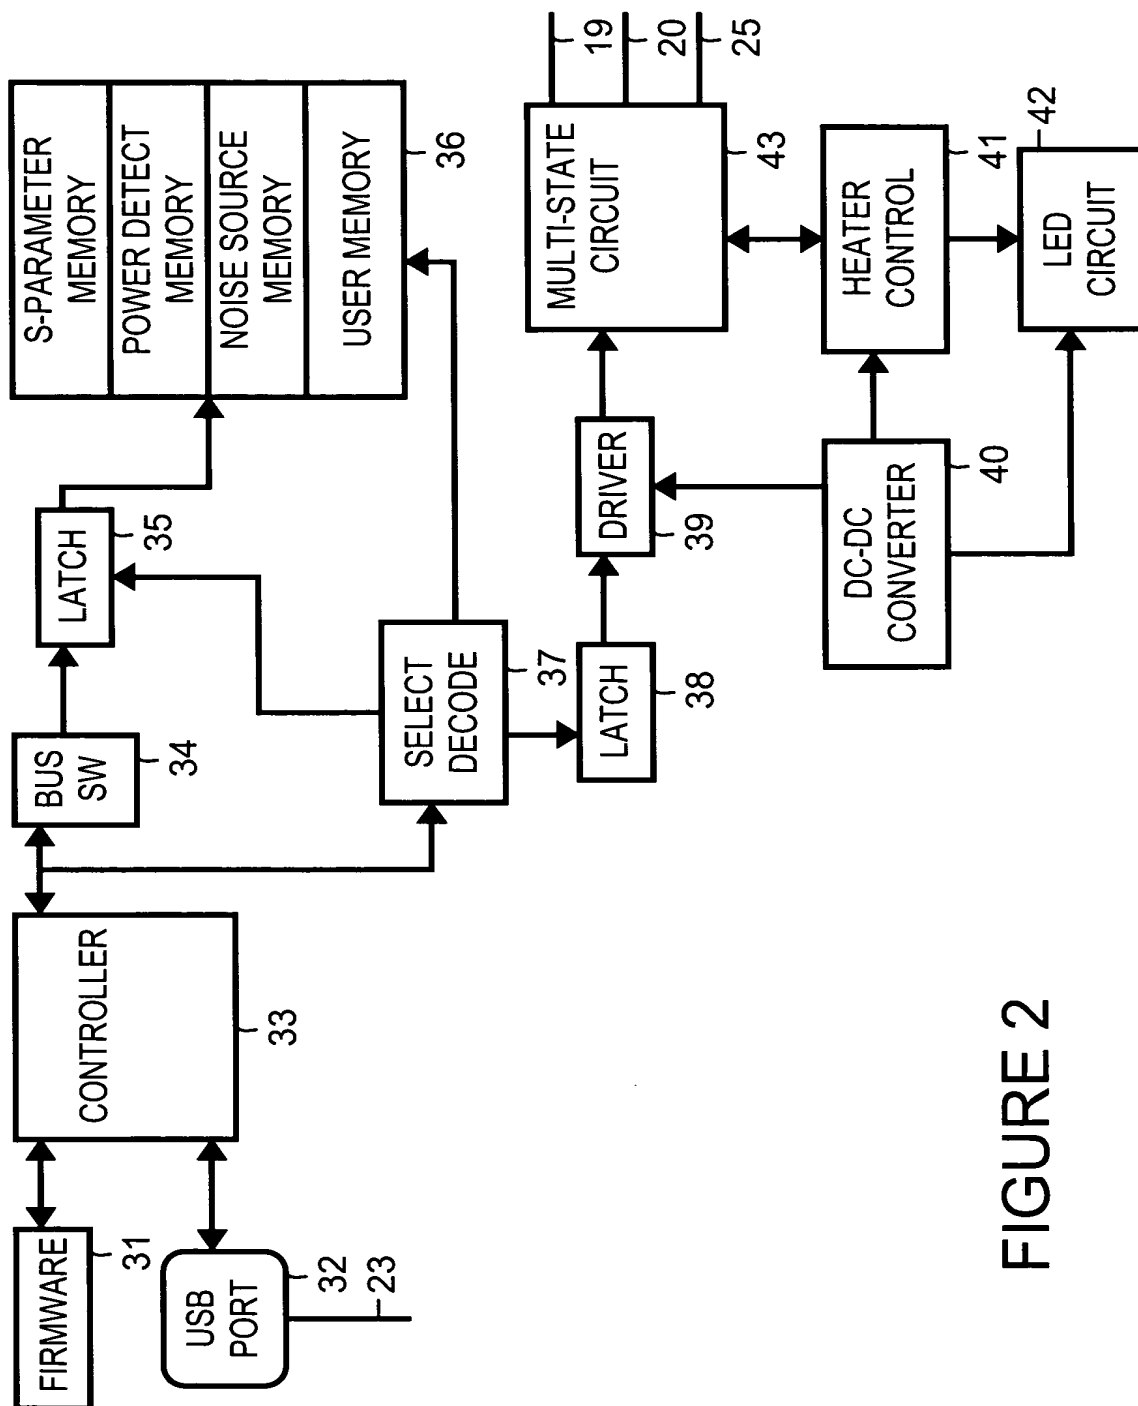 FIRMWARE
31
USB
PORT
32
23
CONTROLLER
33
BUS
SW
34
LATCH
35
S-PARAMETER
MEMORY
POWER DETECT
MEMORY
NOISE SOURCE
MEMORY
USER MEMORY
36
SELECT
DECODE
37
LATCH
38
DRIVER
39
MULTI-STATE
CIRCUIT
43
19
20
25
DC-DC
CONVERTER
40
HEATER
CONTROL
41
LED
CIRCUIT
42
FIGURE 2